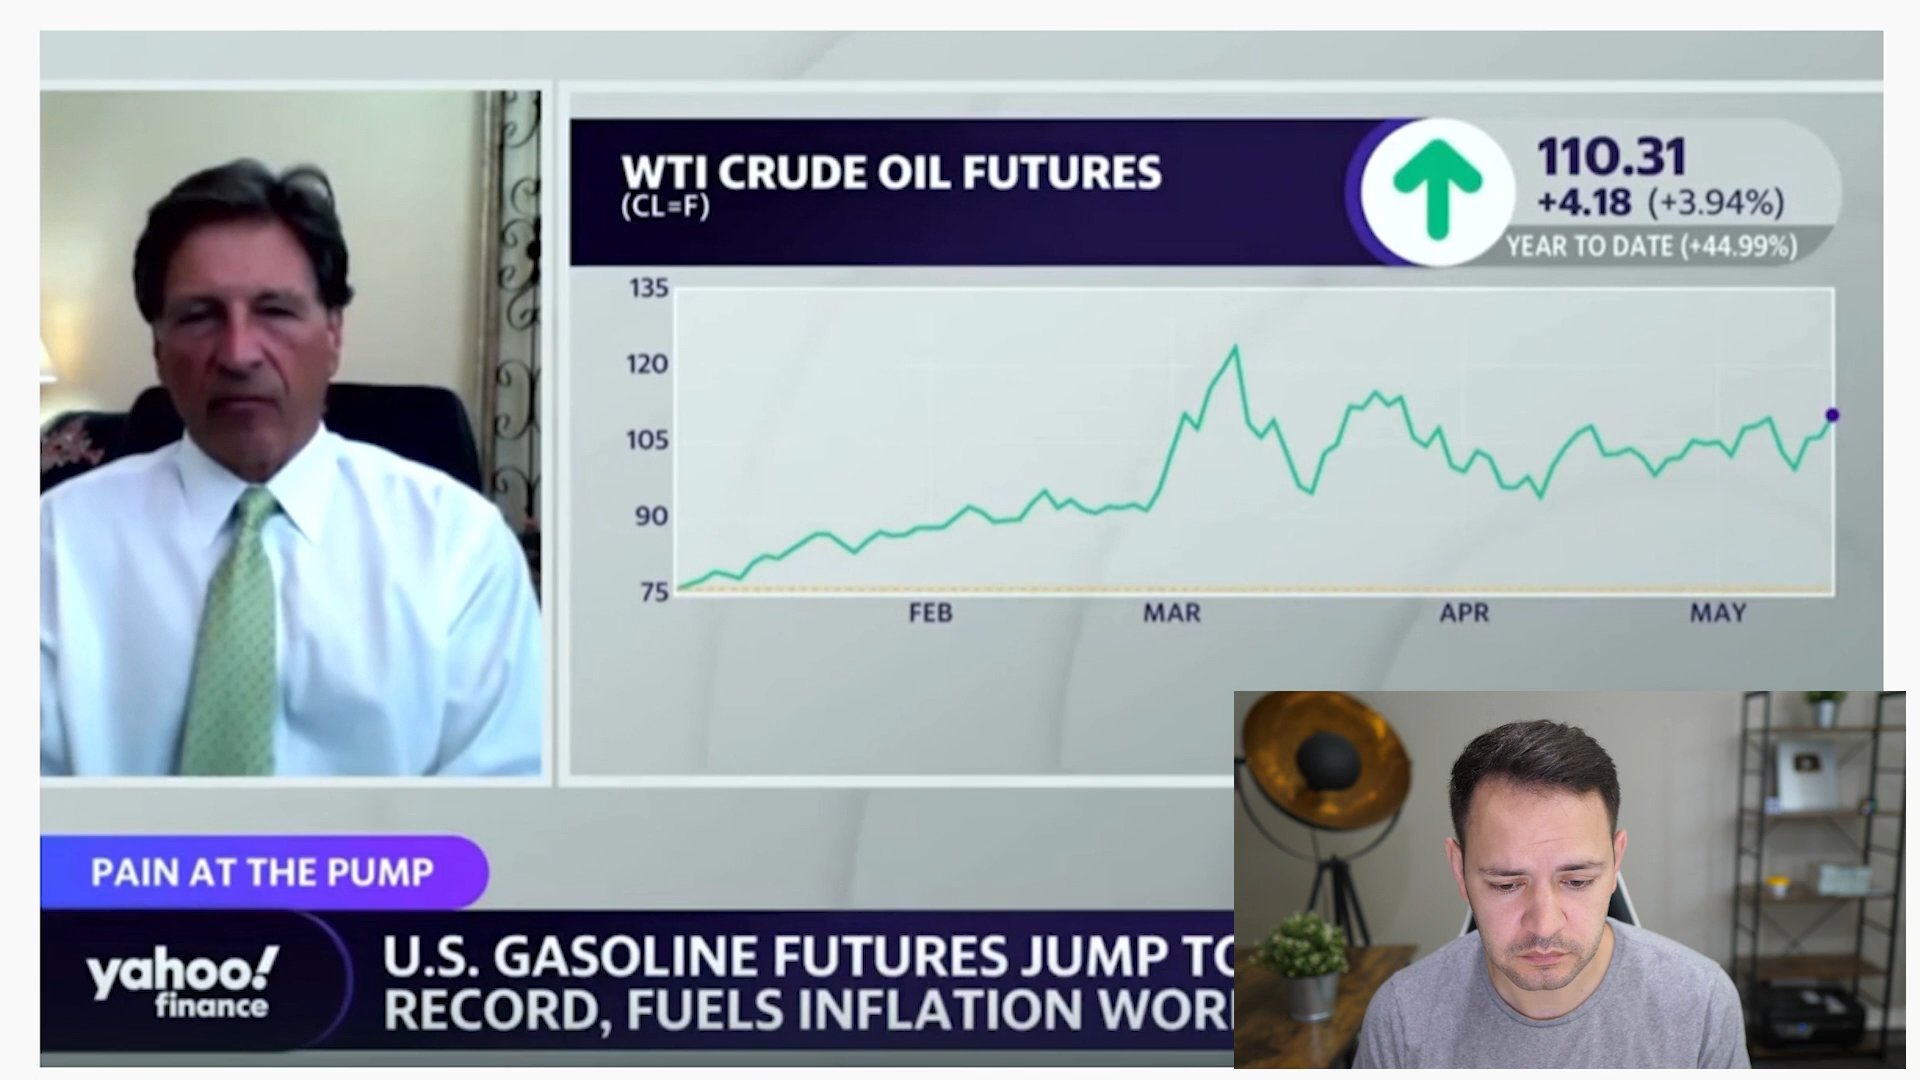 WTI CRUDE OIL FUTURES
(CL=F)
110.31
+4.18 (+3.94%)
YEAR TO DATE (+44.99%)
135
120
105
90
75
FEB MAR APR MAY
PAIN AT THE PUMP
yahoo!
finance
U.S. GASOLINE FUTURES JUMP TO
RECORD, FUELS INFLATION